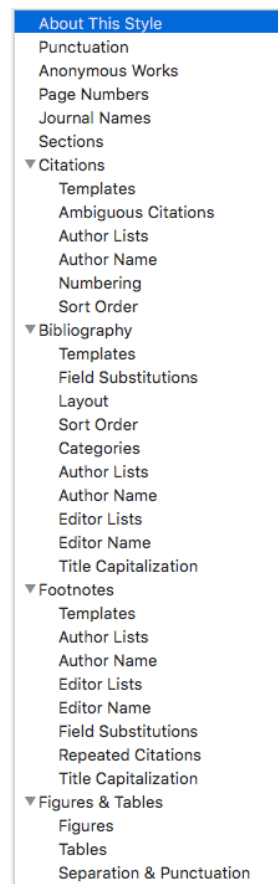 About This Style
Punctuation
Anonymous Works
Page Numbers
Journal Names
Sections
Citations
Templates
Ambiguous Citations
Author Lists
Author Name
Numbering
Sort Order
Bibliography
Templates
Field Substitutions
Layout
Sort Order
Categories
Author Lists
Author Name
Editor Lists
Editor Name
Title Capitalization
Footnotes
Templates
Author Lists
Author Name
Editor Lists
Editor Name
Field Substitutions
Repeated Citations
Title Capitalization
Figures & Tables
Figures
Tables
Separation & Punctuation